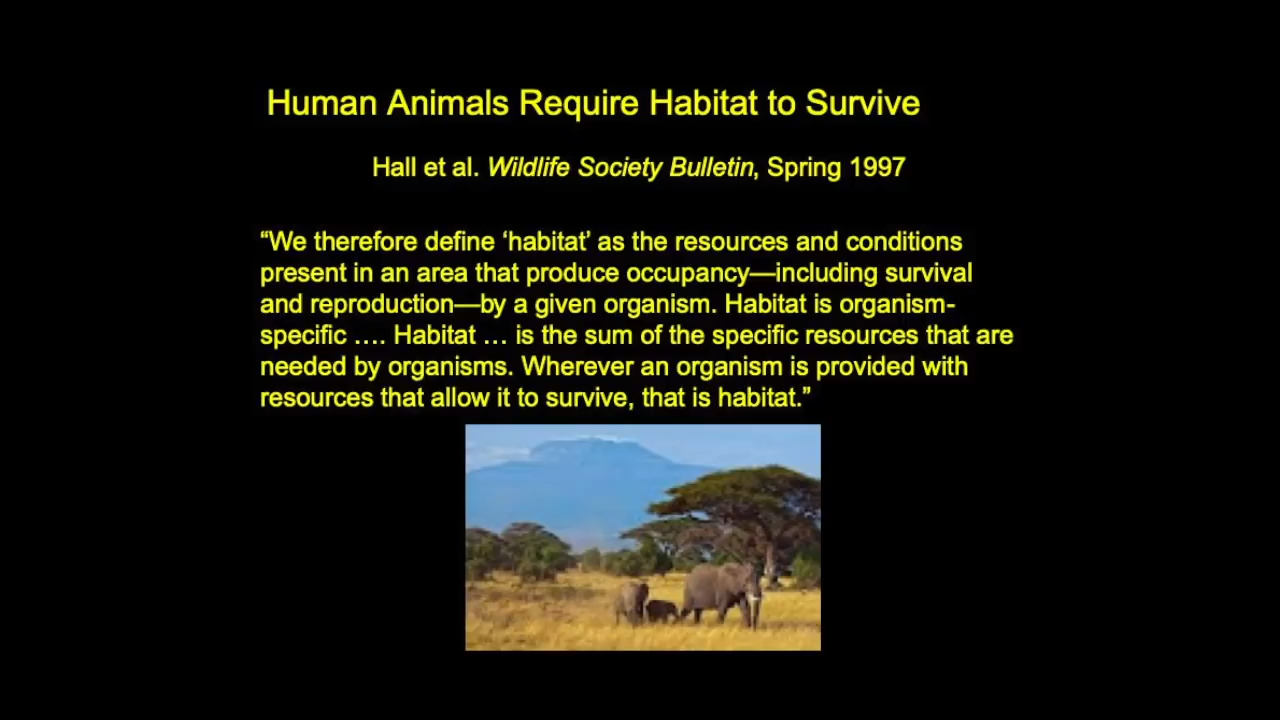 Human Animals Require Habitat to Survive
Hall et al. Wildlife Society Bulletin, Spring 1997
“We therefore define ‘habitat’ as the resources and conditions
present in an area that produce occupancy—including survival
and reproduction—by a given organism. Habitat is organism-
specific …. Habitat … is the sum of the specific resources that are
needed by organisms. Wherever an organism is provided with
resources that allow it to survive, that is habitat.”